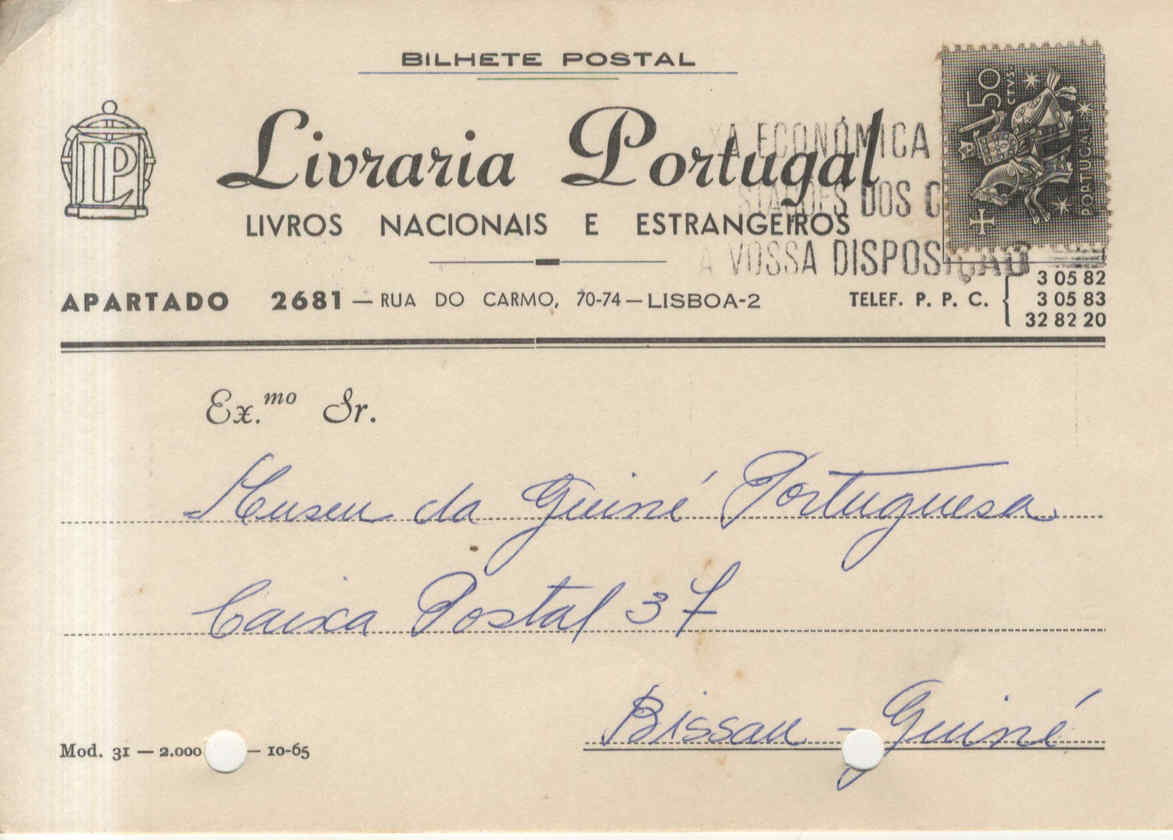 BILHETE POSTAL
LP
Livraria Portugal
LIVROS NACIONAIS E ESTRANGEIROS
XA ECONÓMICA
DOS C
A VOSSA DISPOSIÇÃO
50
CTVS.
PORTUGAL
APARTADO 2681 — RUA DO CARMO, 70-74 — LISBOA-2
TELEF. P. P. C.
3 05 82
3 05 83
32 82 20
Ex.mo Sr.
Museu da Guiné Portuguesa
Caixa Postal 37
Bissau - Guiné
Mod. 31 — 2.000 — 10-65